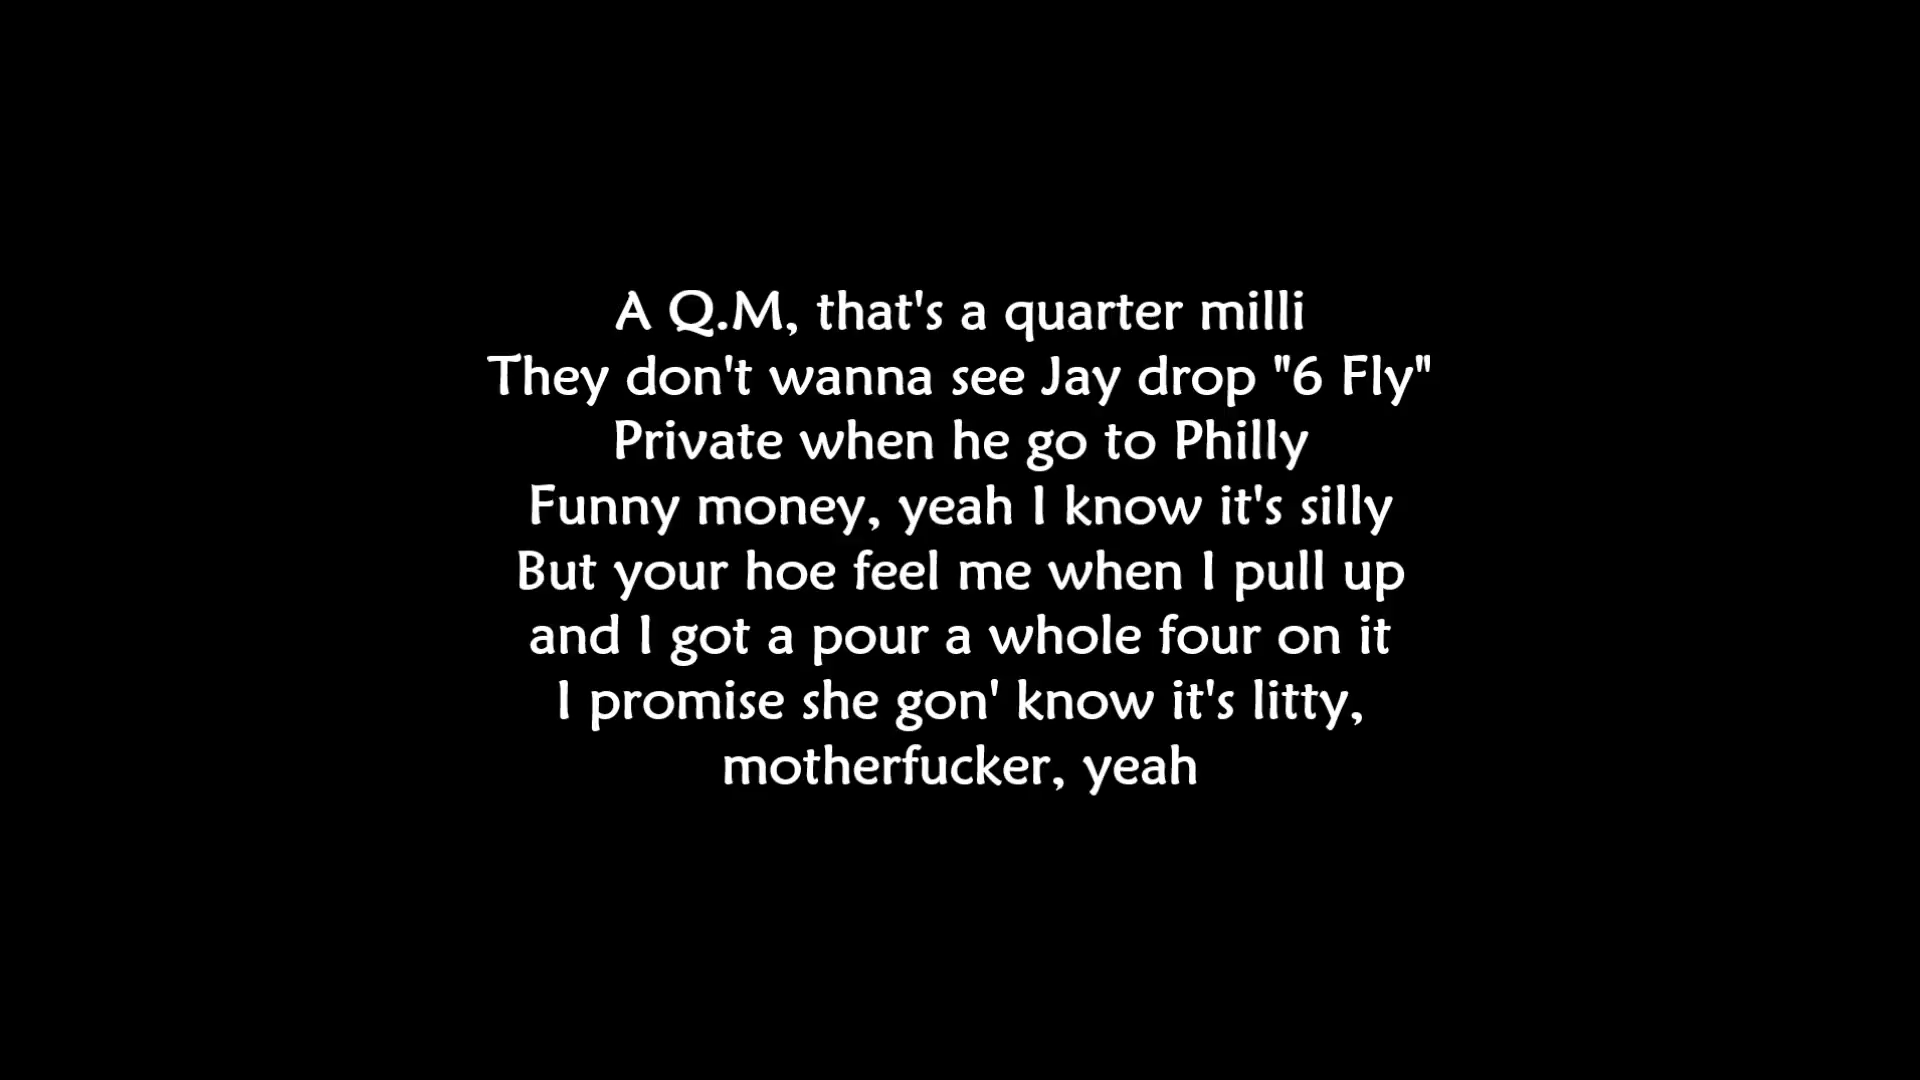 A Q.M, that's a quarter milli
They don't wanna see Jay drop "6 Fly"
Private when he go to Philly
Funny money, yeah I know it's silly
But your hoe feel me when I pull up
and I got a pour a whole four on it
I promise she gon' know it's litty,
motherfucker, yeah